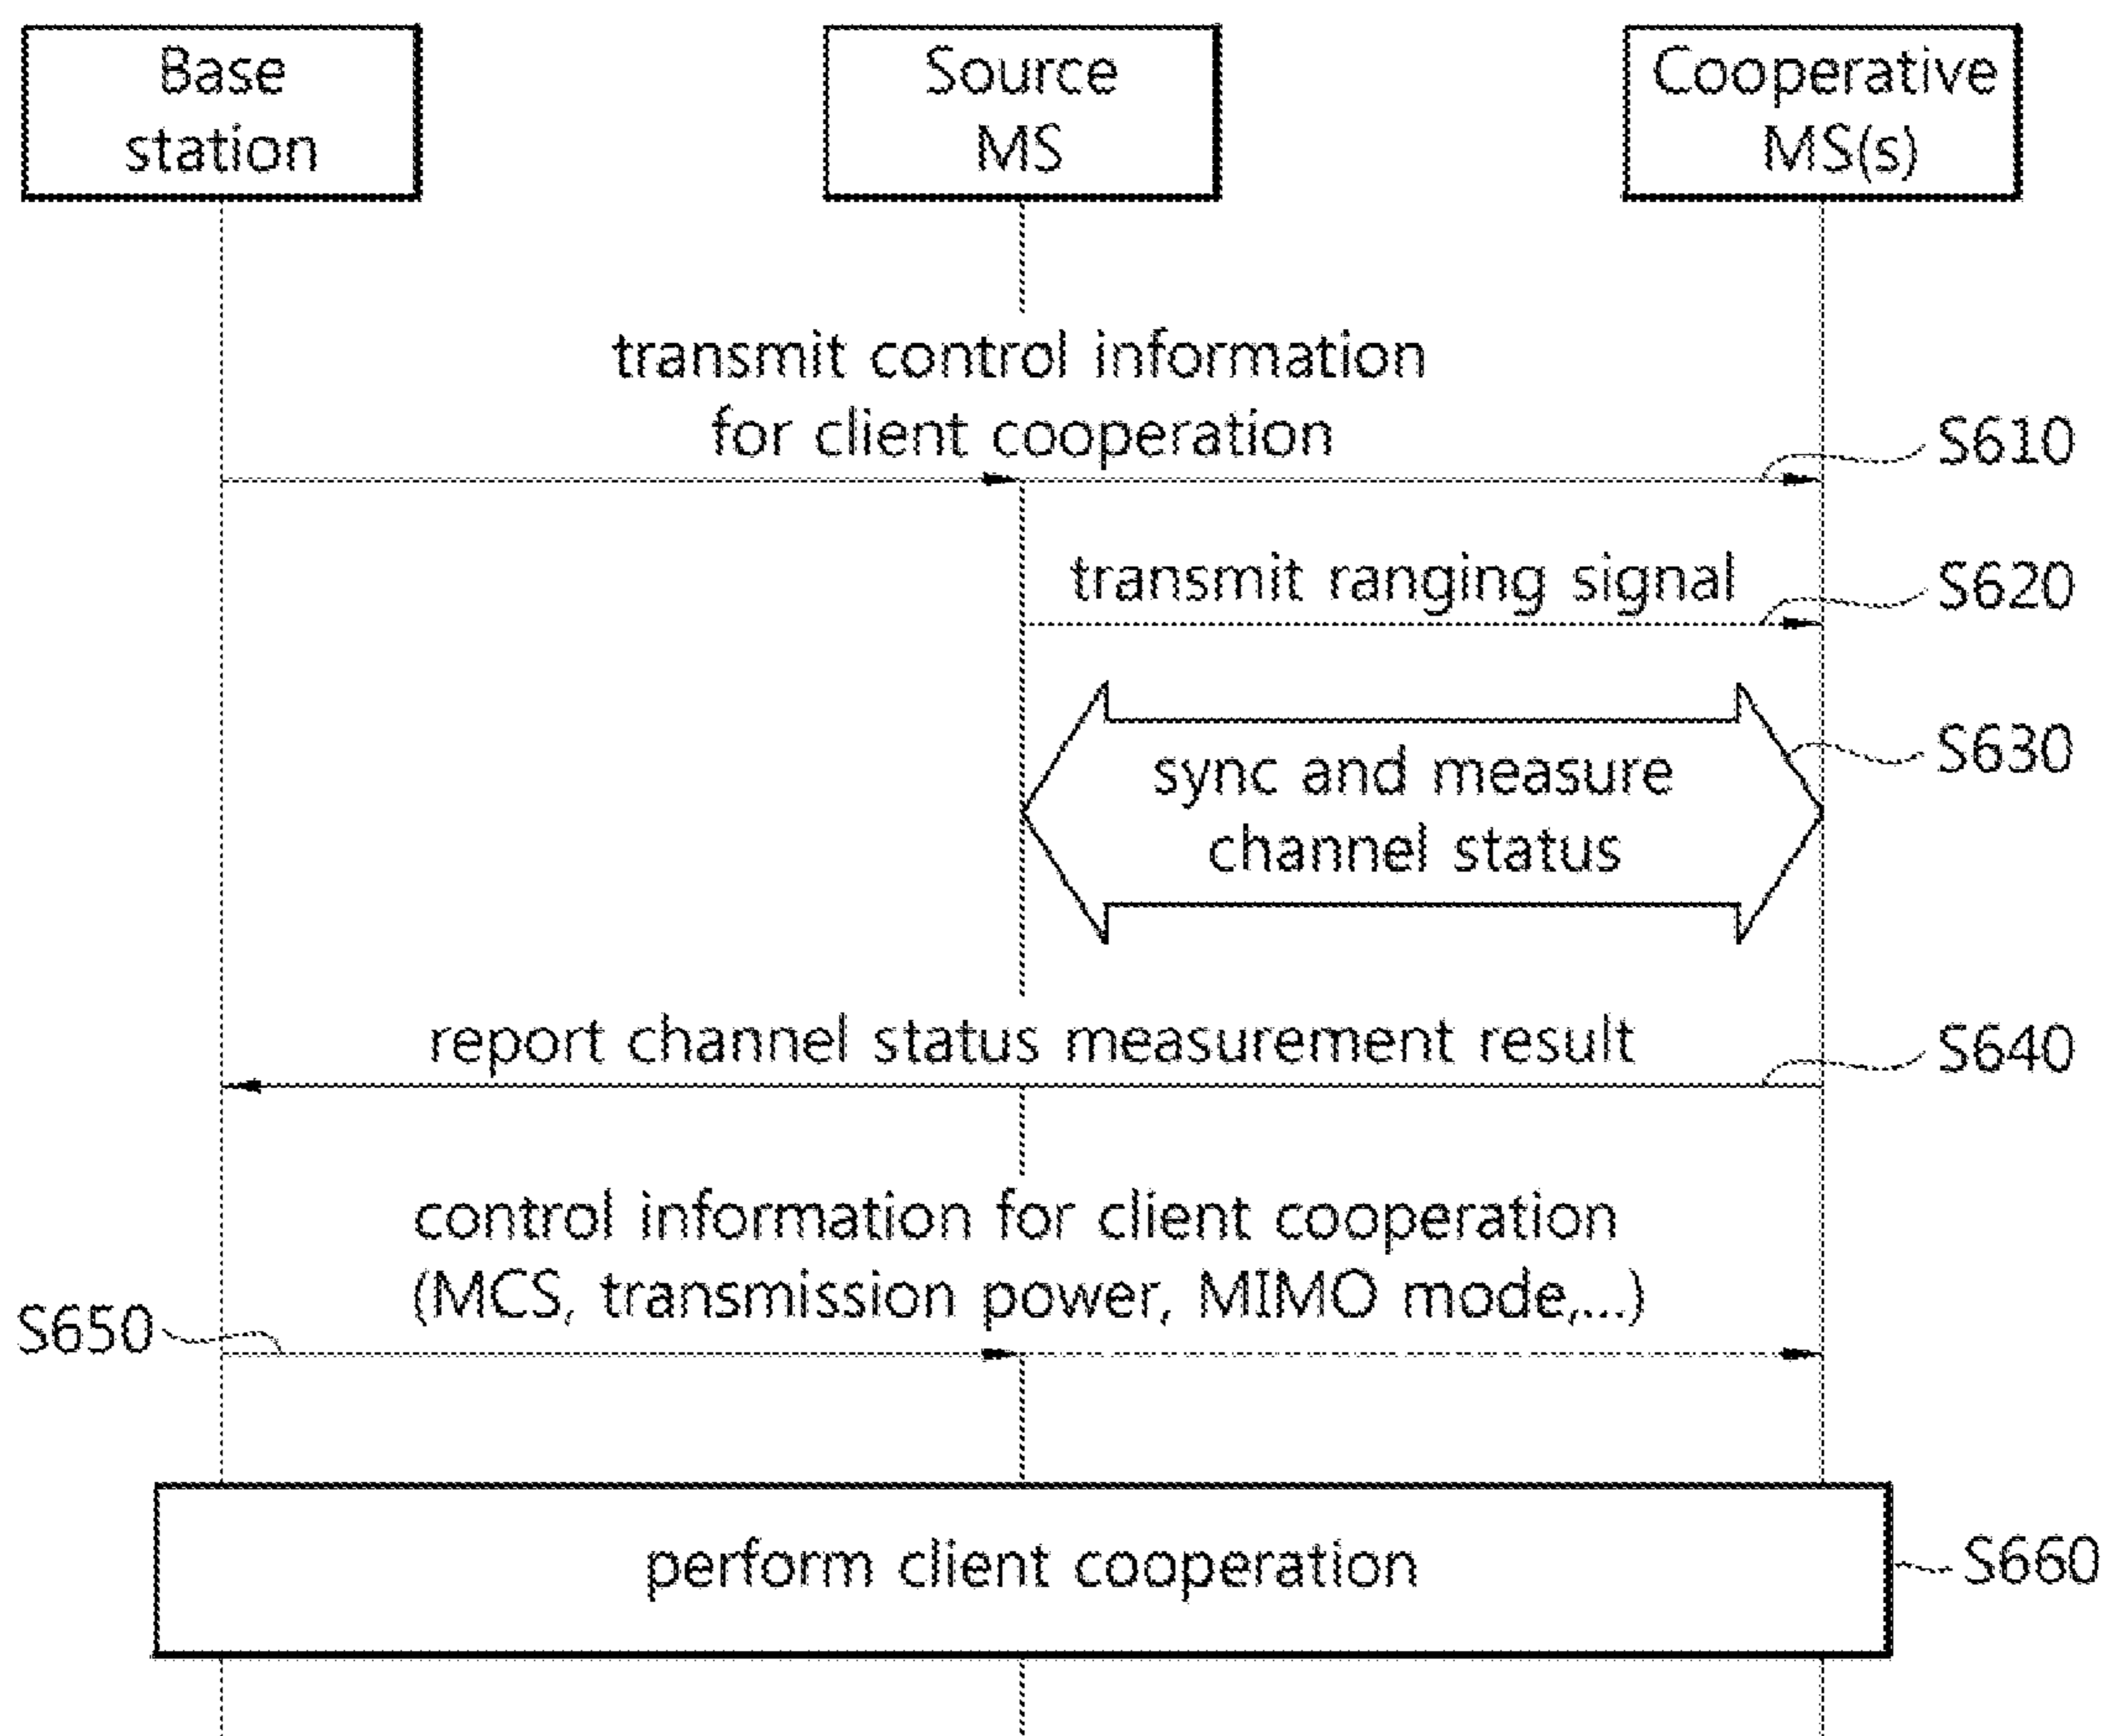 Base
station
Source
MS
Cooperative
MS(s)
transmit control information
for client cooperation
S610
transmit ranging signal
S620
sync and measure
channel status
S630
report channel status measurement result
S640
control information for client cooperation
(MCS, transmission power, MIMO mode,...)
S650
perform client cooperation
S660